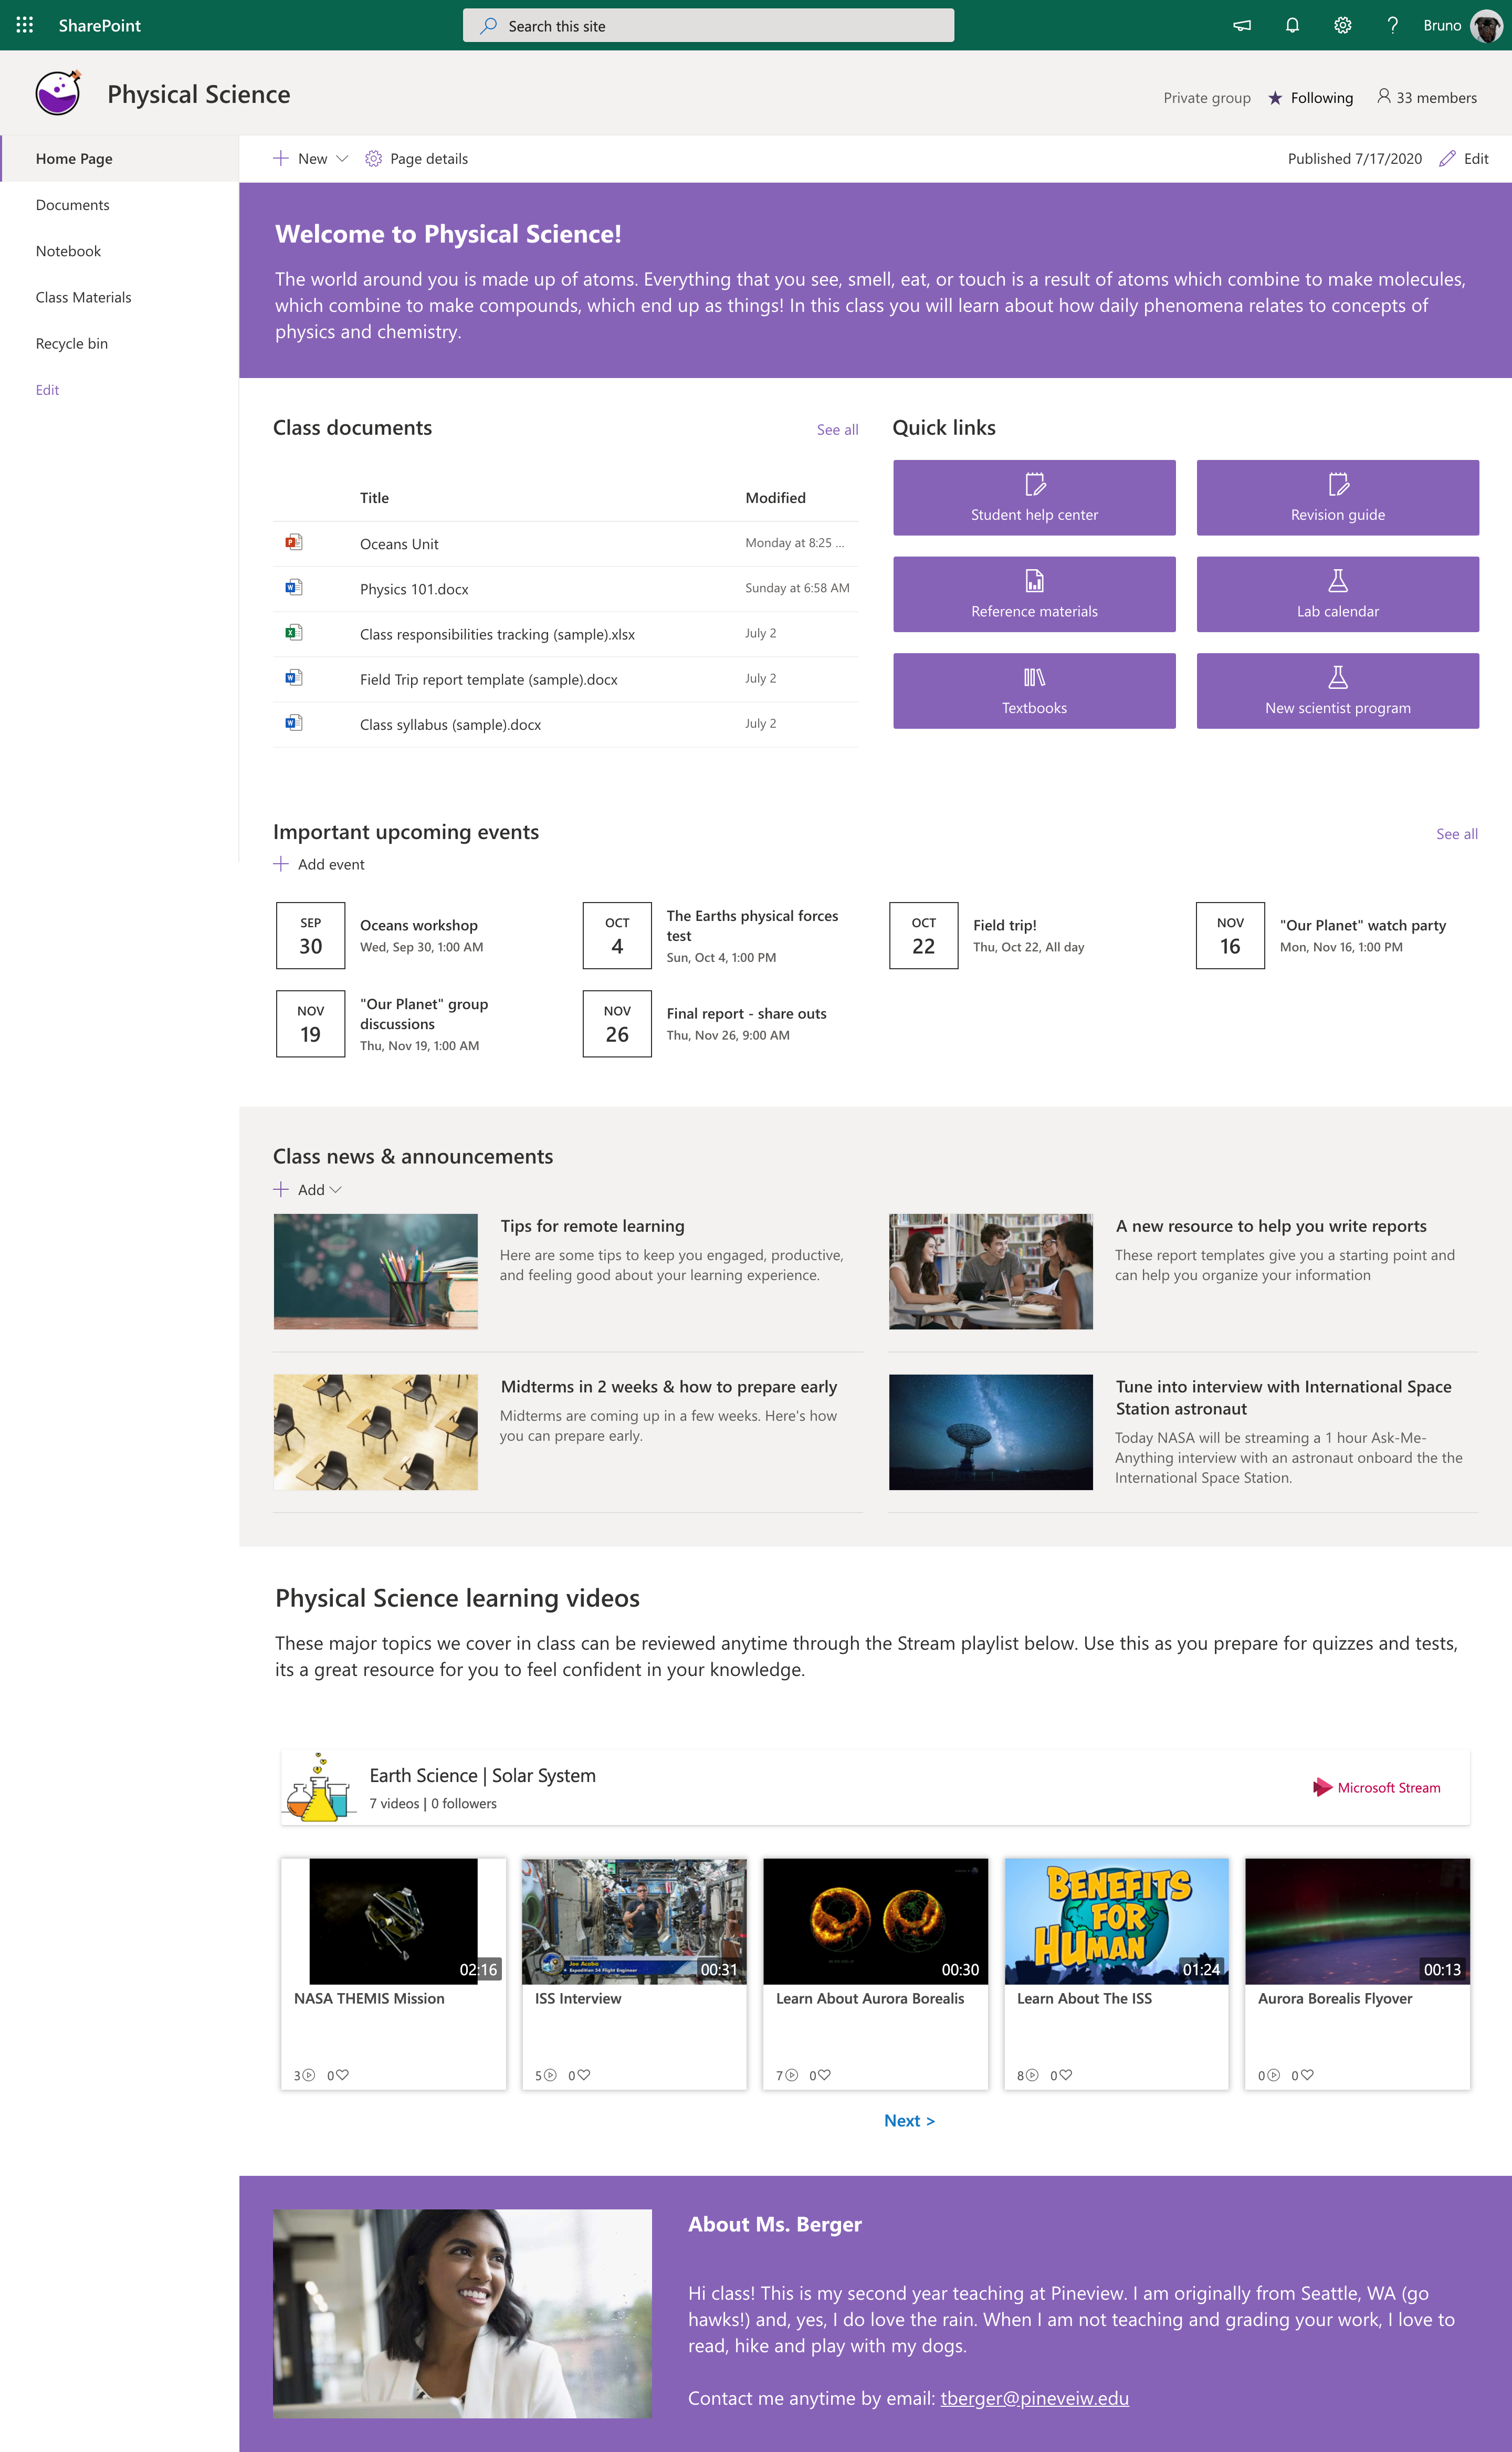 SharePoint
Search this site
Bruno
Physical Science
Private group
Following
33 members
Home Page
Documents
Notebook
Class Materials
Recycle bin
Edit
New
Page details
Published 7/17/2020
Edit
Welcome to Physical Science!
The world around you is made up of atoms. Everything that you see, smell, eat, or touch is a result of atoms which combine to make molecules,
which combine to make compounds, which end up as things! In this class you will learn about how daily phenomena relates to concepts of
physics and chemistry.
Class documents
See all
Title
Modified
Oceans Unit
Monday at 8:25 ...
Physics 101.docx
Sunday at 6:58 AM
Class responsibilities tracking (sample).xlsx
July 2
Field Trip report template (sample).docx
July 2
Class syllabus (sample).docx
July 2
Quick links
Student help center
Revision guide
Reference materials
Lab calendar
Textbooks
New scientist program
Important upcoming events
See all
Add event
SEP
30
Oceans workshop
Wed, Sep 30, 1:00 AM
OCT
4
The Earths physical forces
test
Sun, Oct 4, 1:00 PM
OCT
22
Field trip!
Thu, Oct 22, All day
NOV
16
"Our Planet" watch party
Mon, Nov 16, 1:00 PM
NOV
19
"Our Planet" group
discussions
Thu, Nov 19, 1:00 AM
NOV
26
Final report - share outs
Thu, Nov 26, 9:00 AM
Class news & announcements
Add
Tips for remote learning
Here are some tips to keep you engaged, productive,
and feeling good about your learning experience.
A new resource to help you write reports
These report templates give you a starting point and
can help you organize your information
Midterms in 2 weeks & how to prepare early
Midterms are coming up in a few weeks. Here's how
you can prepare early.
Tune into interview with International Space
Station astronaut
Today NASA will be streaming a 1 hour Ask-Me-
Anything interview with an astronaut onboard the the
International Space Station.
Physical Science learning videos
These major topics we cover in class can be reviewed anytime through the Stream playlist below. Use this as you prepare for quizzes and tests,
its a great resource for you to feel confident in your knowledge.
Earth Science | Solar System
7 videos | 0 followers
Microsoft Stream
02:16
NASA THEMIS Mission
3 0
Joe Acaba
Expedition 54 Flight Engineer
00:31
ISS Interview
5 0
00:30
Learn About Aurora Borealis
7 0
BENEFITS
FOR
HUMAN
01:24
Learn About The ISS
8 0
00:13
Aurora Borealis Flyover
0 0
Next >
About Ms. Berger
Hi class! This is my second year teaching at Pineview. I am originally from Seattle, WA (go
hawks!) and, yes, I do love the rain. When I am not teaching and grading your work, I love to
read, hike and play with my dogs.
Contact me anytime by email: tberger@pineveiw.edu